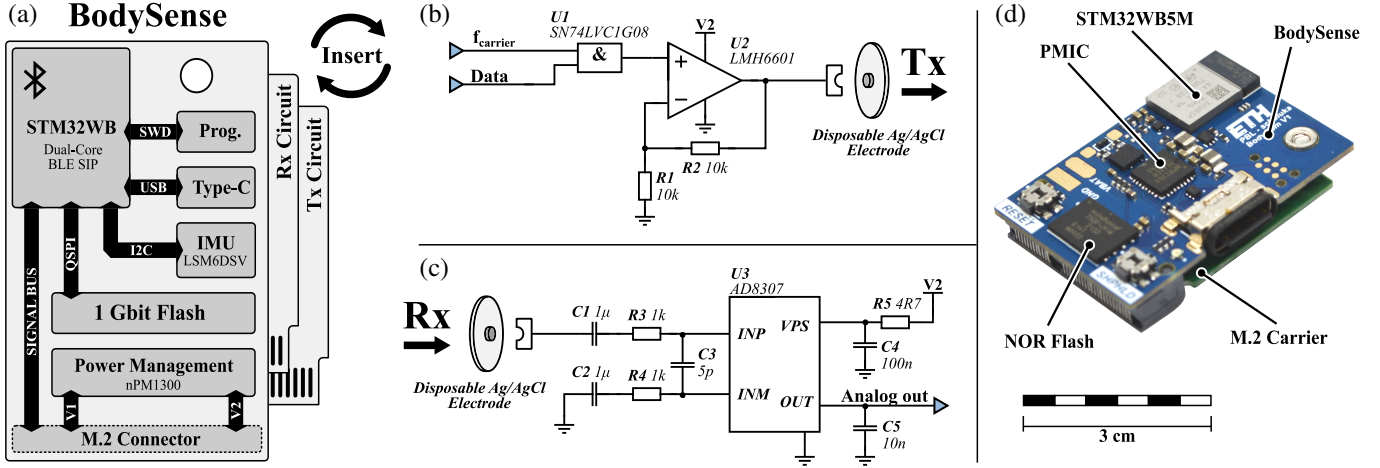 (a)
BodySense
Insert
STM32WB
Dual-Core
BLE SIP
SWD
Prog.
USB
Type-C
I2C
IMU
LSM6DSV
QSPI
SIGNAL BUS
1 Gbit Flash
Power Management
nPM1300
V1
V2
M.2 Connector
Rx Circuit
Tx Circuit
(b)
U1
SN74LVC1G08
f_carrier
Data
&
V2
U2
LMH6601
+
−
R2 10k
R1
10k
Tx
Disposable Ag/AgCl
Electrode
(c)
Rx
Disposable Ag/AgCl
Electrode
C1 1µ
R3 1k
C2 1µ
R4 1k
C3
5p
U3
AD8307
INP
VPS
INM
OUT
R5 4R7
V2
C4
100n
Analog out
C5
10n
(d)
STM32WB5M
PMIC
BodySense
ETH
VBAT
GND
RESET
SHPHLD
NOR Flash
M.2 Carrier
3 cm